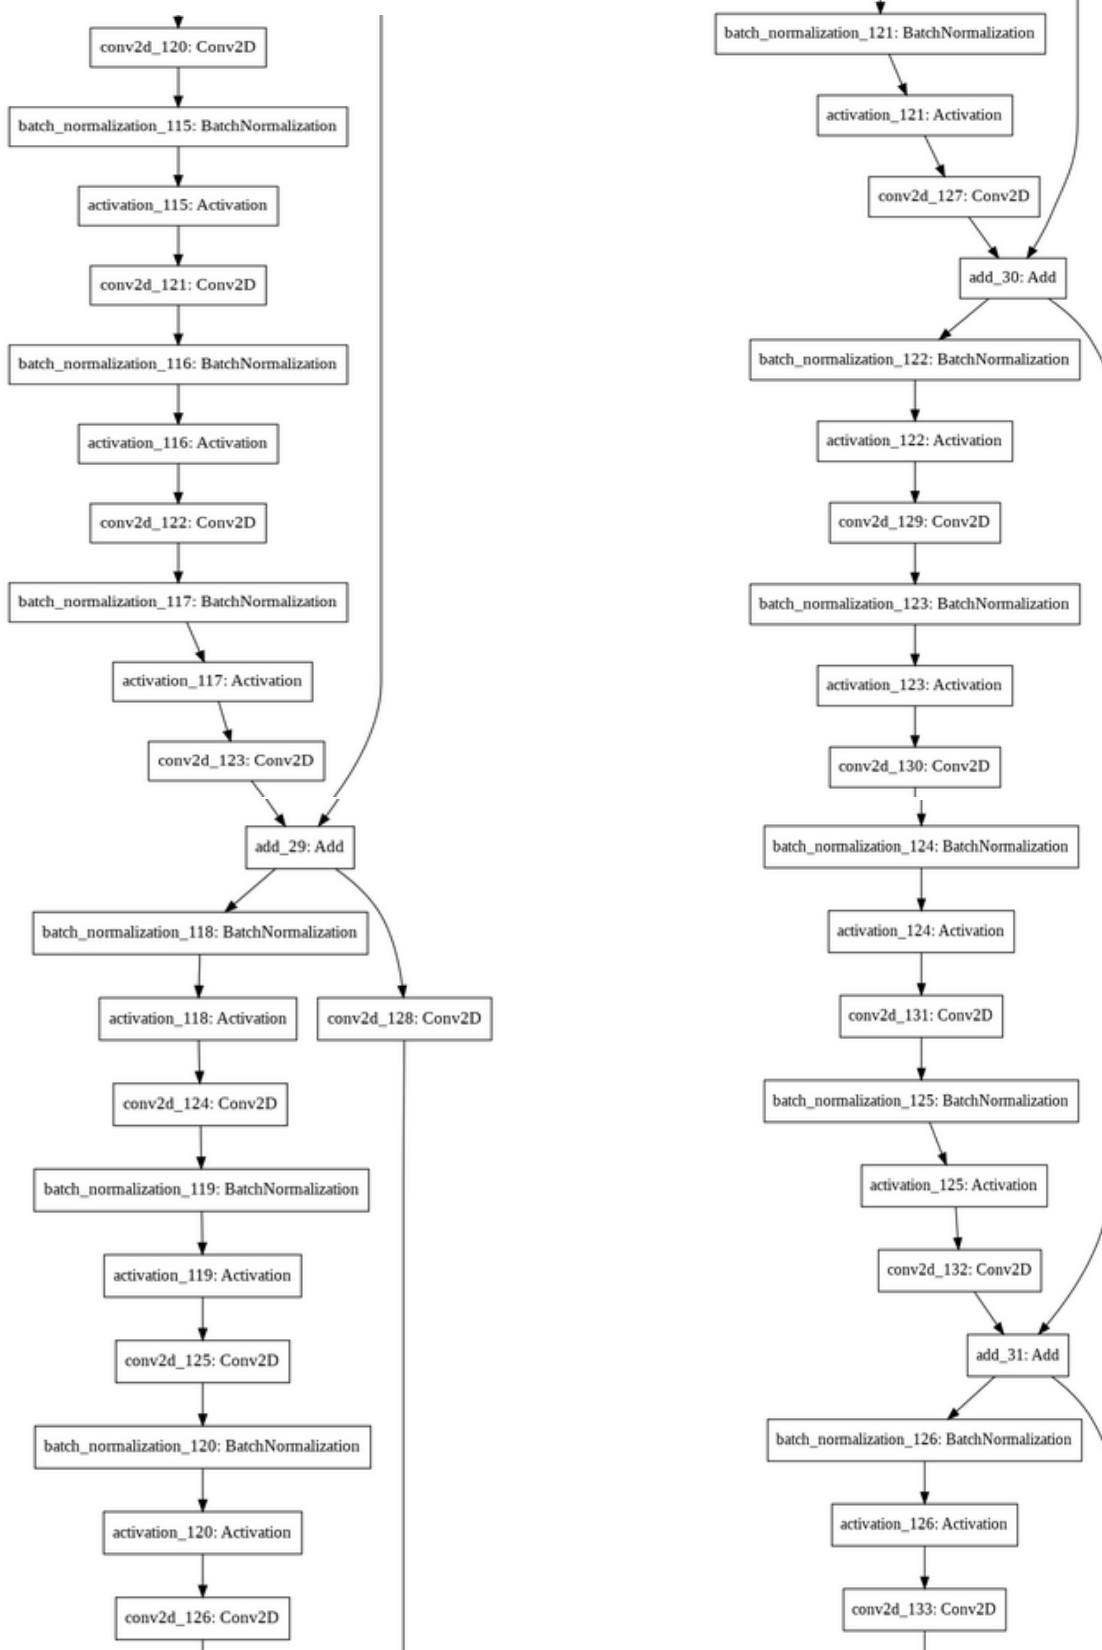 conv2d_120: Conv2D
batch_normalization_115: BatchNormalization
activation_115: Activation
conv2d_121: Conv2D
batch_normalization_116: BatchNormalization
activation_116: Activation
conv2d_122: Conv2D
batch_normalization_117: BatchNormalization
activation_117: Activation
conv2d_123: Conv2D
add_29: Add
batch_normalization_118: BatchNormalization
activation_118: Activation
conv2d_128: Conv2D
conv2d_124: Conv2D
batch_normalization_119: BatchNormalization
activation_119: Activation
conv2d_125: Conv2D
batch_normalization_120: BatchNormalization
activation_120: Activation
conv2d_126: Conv2D
batch_normalization_121: BatchNormalization
activation_121: Activation
conv2d_127: Conv2D
add_30: Add
batch_normalization_122: BatchNormalization
activation_122: Activation
conv2d_129: Conv2D
batch_normalization_123: BatchNormalization
activation_123: Activation
conv2d_130: Conv2D
batch_normalization_124: BatchNormalization
activation_124: Activation
conv2d_131: Conv2D
batch_normalization_125: BatchNormalization
activation_125: Activation
conv2d_132: Conv2D
add_31: Add
batch_normalization_126: BatchNormalization
activation_126: Activation
conv2d_133: Conv2D